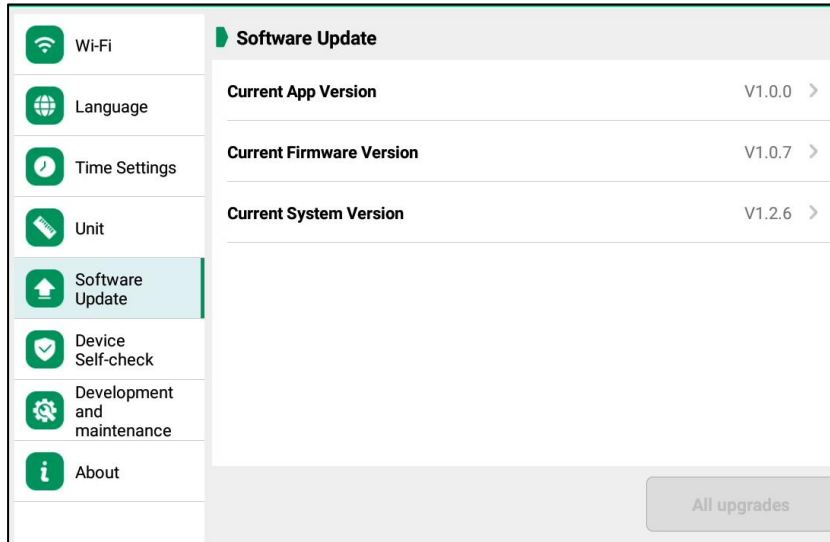 Wi-Fi
Language
Time Settings
Unit
Software
Update
Device
Self-check
Development
and
maintenance
About
Software Update
Current App Version V1.0.0
Current Firmware Version V1.0.7
Current System Version V1.2.6
All upgrades